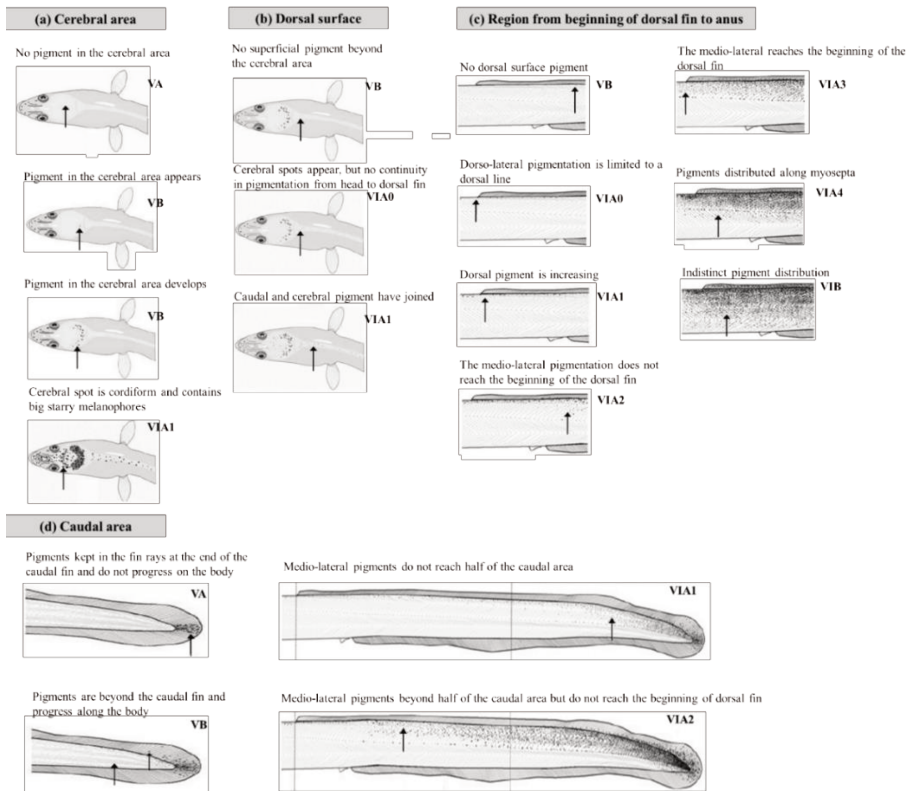 (a) Cerebral area
No pigment in the cerebral area
VA
Pigment in the cerebral area appears
VB
Pigment in the cerebral area develops
VB
Cerebral spot is cordiform and contains
big starry melanophores
VIA1
(b) Dorsal surface
No superficial pigment beyond
the cerebral area
VB
Cerebral spots appear, but no continuity
in pigmentation from head to dorsal fin
VIA0
Caudal and cerebral pigment have joined
VIA1
(c) Region from beginning of dorsal fin to anus
No dorsal surface pigment
VB
Dorso-lateral pigmentation is limited to a
dorsal line
VIA0
Dorsal pigment is increasing
VIA1
The medio-lateral pigmentation does not
reach the beginning of the dorsal fin
VIA2
The medio-lateral reaches the beginning of the
dorsal fin
VIA3
Pigments distributed along myosepta
VIA4
Indistinct pigment distribution
VIB
(d) Caudal area
Pigments kept in the fin rays at the end of the
caudal fin and do not progress on the body
VA
Pigments are beyond the caudal fin and
progress along the body
VB
Medio-lateral pigments do not reach half of the caudal area
VIA1
Medio-lateral pigments beyond half of the caudal area but do not reach the beginning of dorsal fin
VIA2